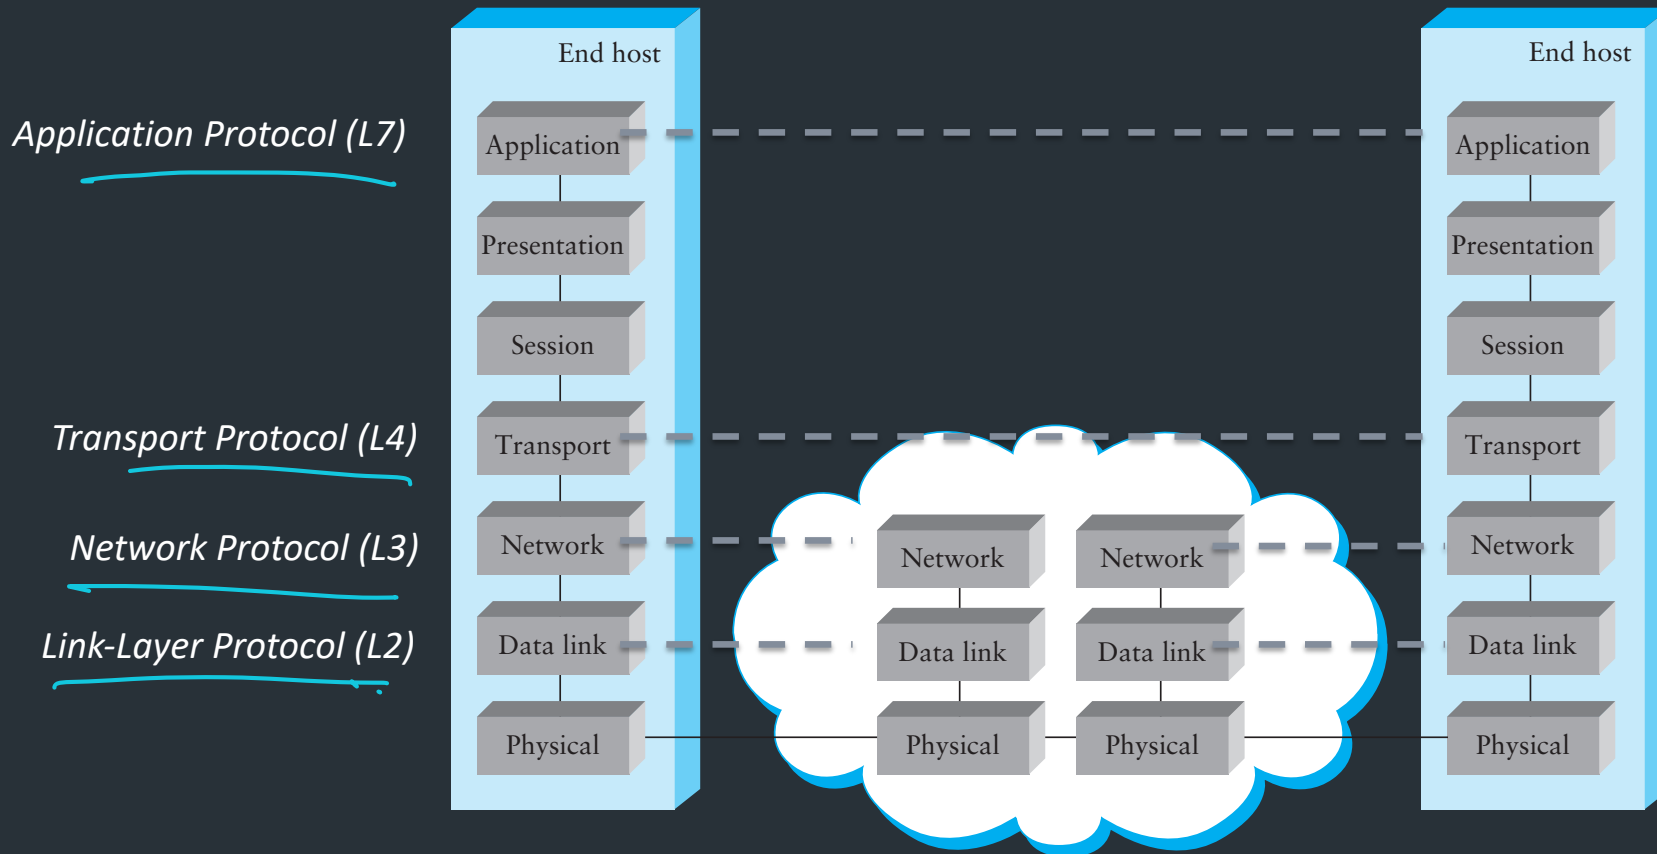 End host
End host
Application Protocol (L7)
Application
Application
Presentation
Presentation
Session
Session
Transport Protocol (L4)
Transport
Transport
Network Protocol (L3)
Network
Network
Network
Network
Link-Layer Protocol (L2)
Data link
Data link
Data link
Data link
Physical
Physical
Physical
Physical